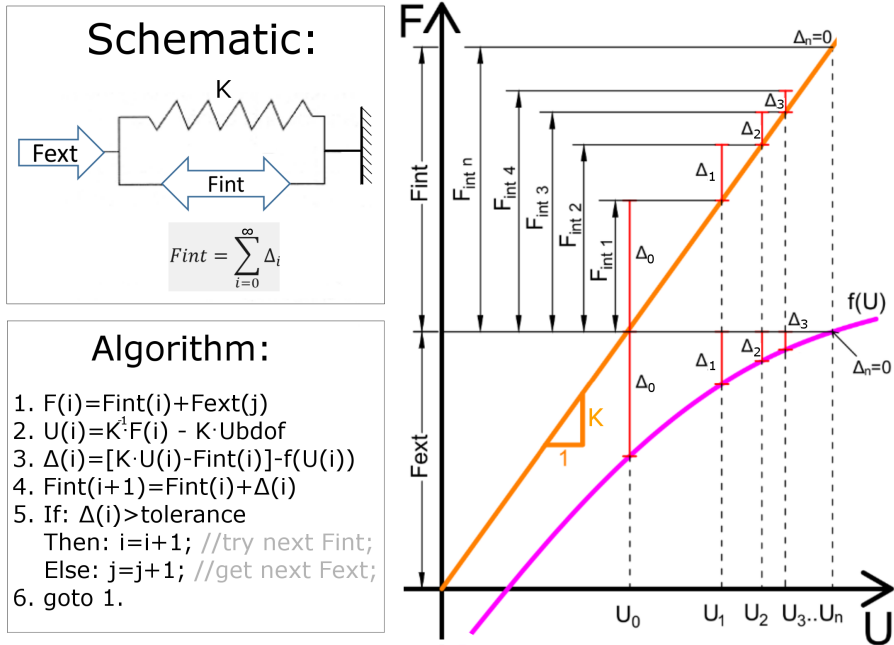 Schematic:
K
Fext
Fint
∞
Fint = ∑ Δi
i=0
Algorithm:
1. F(i)=Fint(i)+Fext(j)
2. U(i)=K⁻¹F(i) - K·Ubdof
3. Δ(i)=[K·U(i)-Fint(i)]-f(U(i))
4. Fint(i+1)=Fint(i)+Δ(i)
5. If: Δ(i)>tolerance
Then: i=i+1; //try next Fint;
Else: j=j+1; //get next Fext;
6. goto 1.
F
Δn=0
Δ3
Δ2
Δ1
Δ0
Fint
Fint n
Fint 4
Fint 3
Fint 2
Fint 1
f(U)
Δ3
Δ2
Δ1
Δ0
Δn=0
Fext
K
1
U0
U1
U2
U3..Un
U